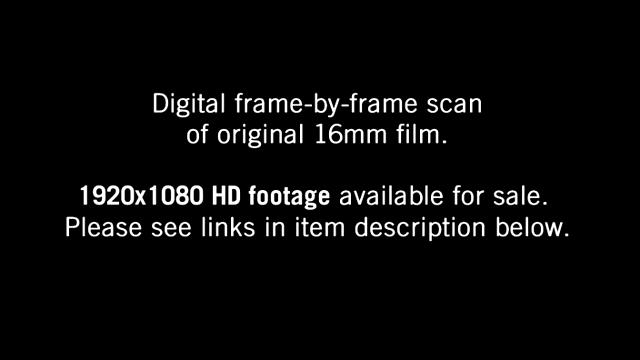 Digital frame-by-frame scan
of original 16mm film.
1920x1080 HD footage available for sale.
Please see links in item description below.